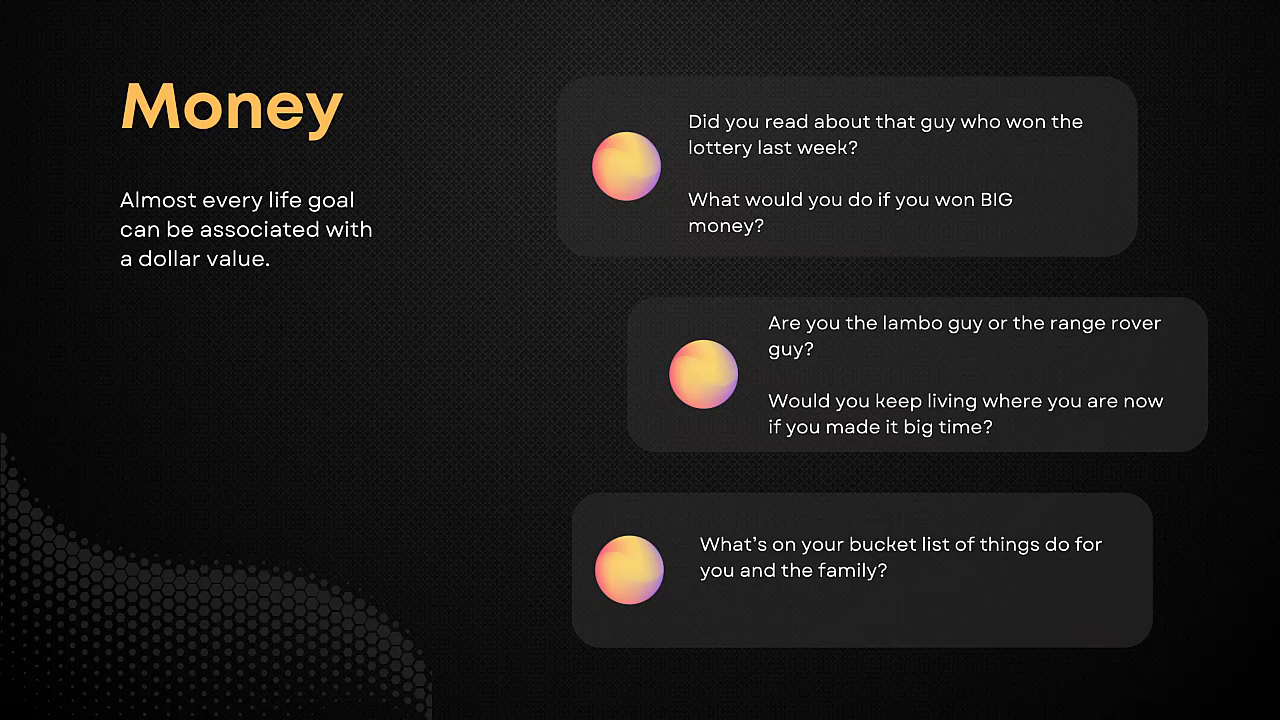 Money
Almost every life goal
can be associated with
a dollar value.
Did you read about that guy who won the
lottery last week?
What would you do if you won BIG
money?
Are you the lambo guy or the range rover
guy?
Would you keep living where you are now
if you made it big time?
What's on your bucket list of things do for
you and the family?